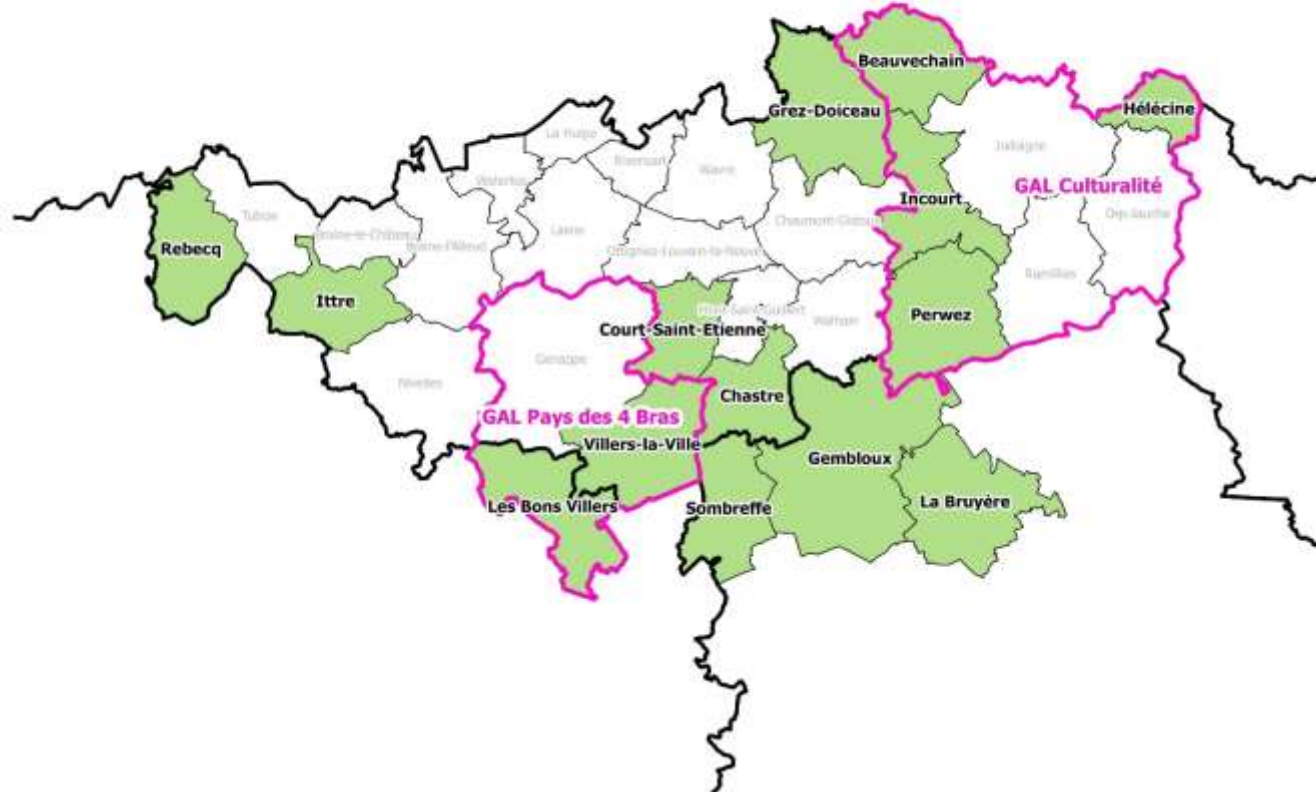 Beauvechain
Hélécine
Grez-Doiceau
La Hulpe
Rixensart
Wavre
Jodoigne
Waterloo
GAL Culturalité
Incourt
Tubize
Chaumont-Gistoux
Orp-Jauche
Rebecq
Braine-le-Château
Braine-l'Alleud
Lasne
Ottignies-Louvain-la-Neuve
Ramillies
Ittre
Mont-Saint-Guibert
Walhain
Perwez
Court-Saint-Etienne
Genappe
Nivelles
Chastre
GAL Pays des 4 Bras
Villers-la-Ville
Gembloux
Les Bons Villers
Sombreffe
La Bruyère